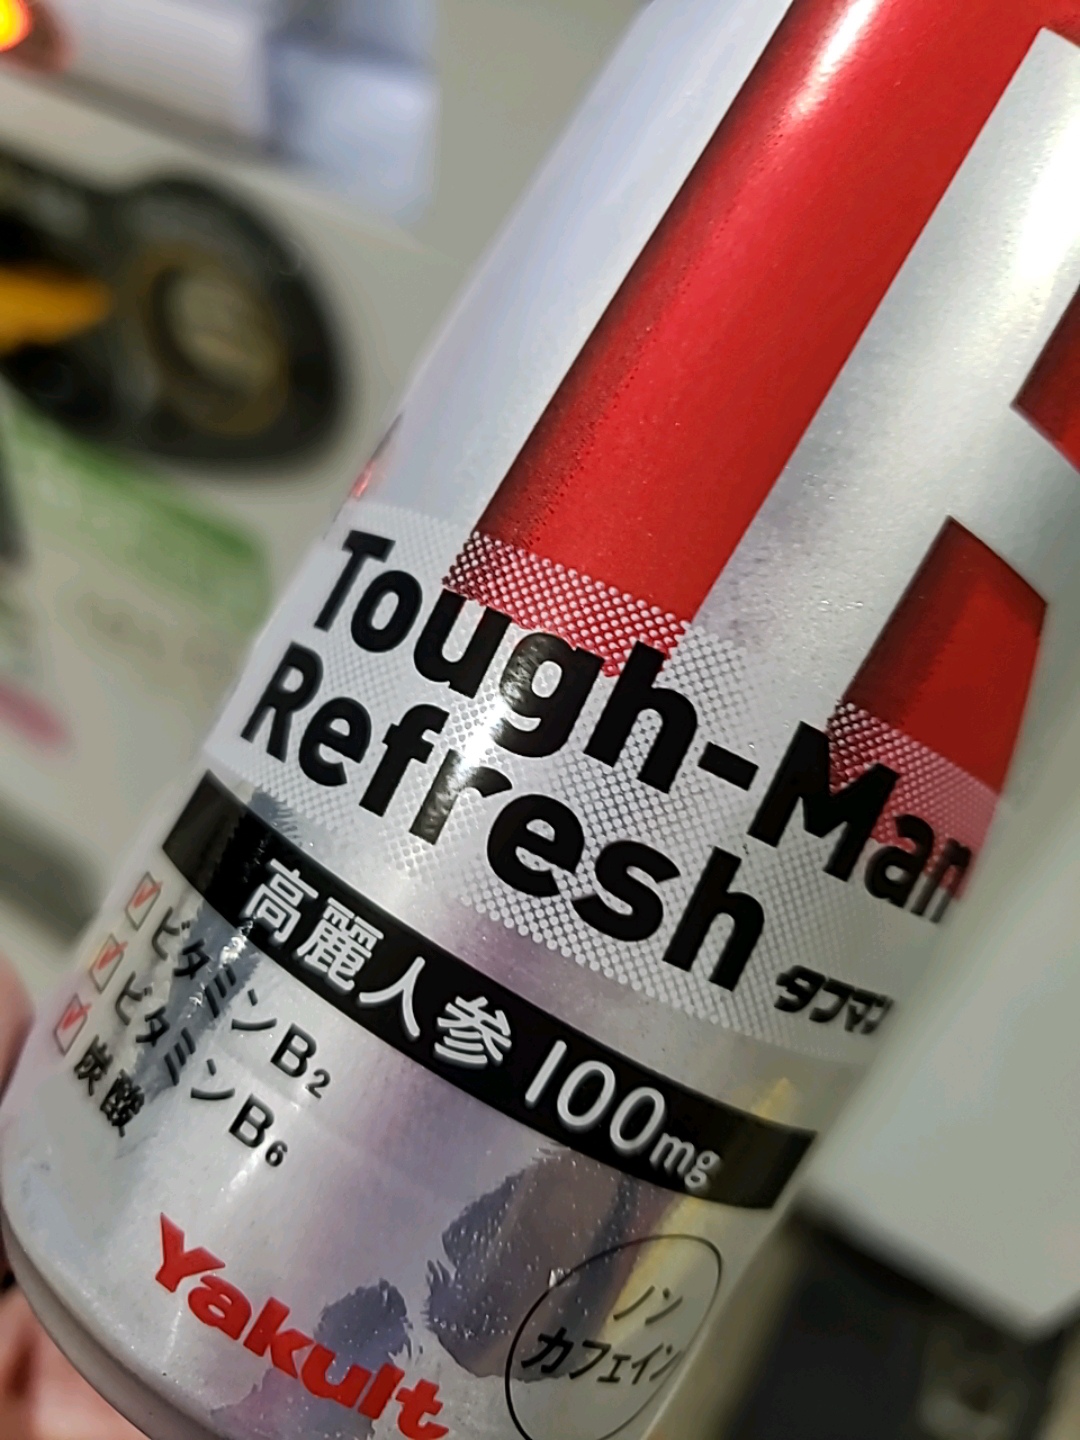 Tough-Man
Refresh タフマン
高麗人参 100mg
ビタミンB2
ビタミンB6
炭酸
Yakult
ノン
カフェイン